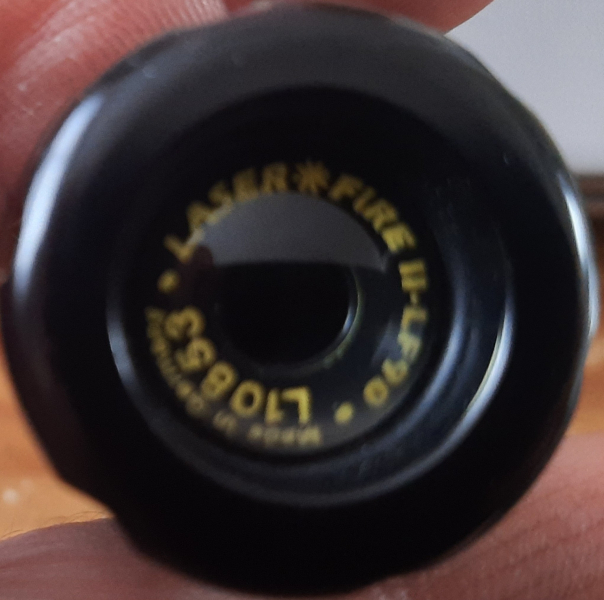 LASER☀FIRE II-LF90
L10853
Made in Germany